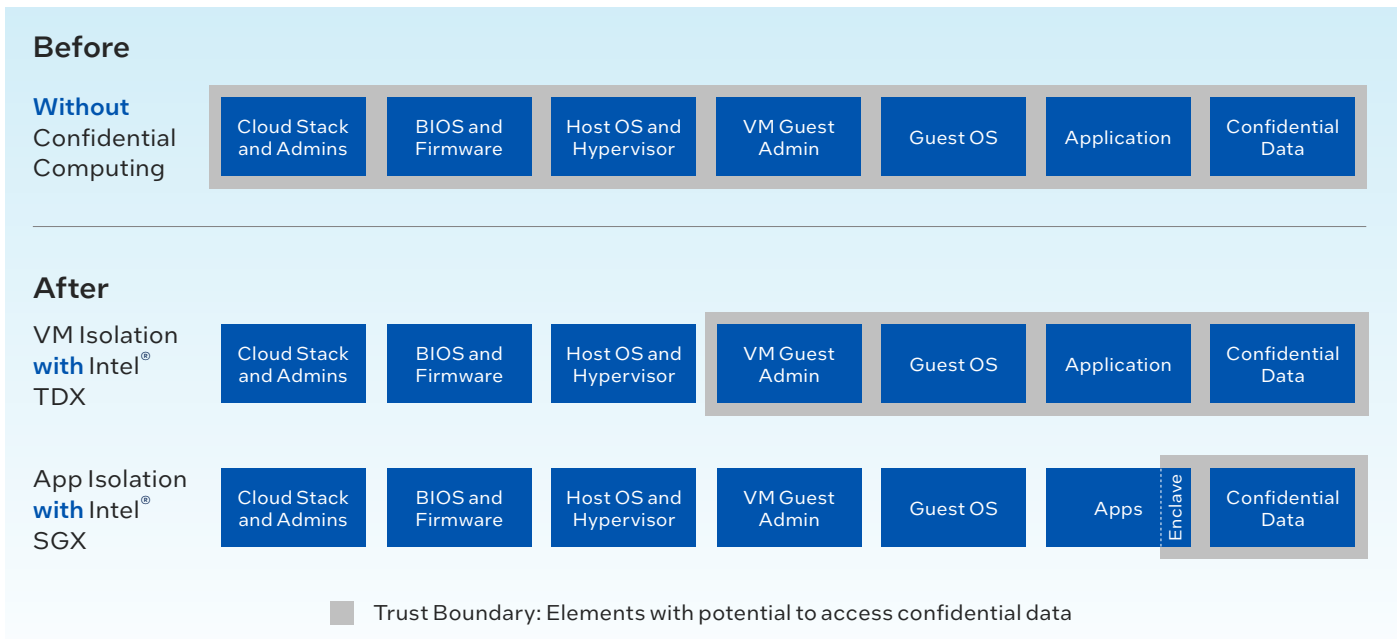 Before
Without
Confidential
Computing
Cloud Stack
and Admins
BIOS and
Firmware
Host OS and
Hypervisor
VM Guest
Admin
Guest OS
Application
Confidential
Data
After
VM Isolation
with Intel®
TDX
Cloud Stack
and Admins
BIOS and
Firmware
Host OS and
Hypervisor
VM Guest
Admin
Guest OS
Application
Confidential
Data
App Isolation
with Intel®
SGX
Cloud Stack
and Admins
BIOS and
Firmware
Host OS and
Hypervisor
VM Guest
Admin
Guest OS
Apps
Enclave
Confidential
Data
Trust Boundary: Elements with potential to access confidential data